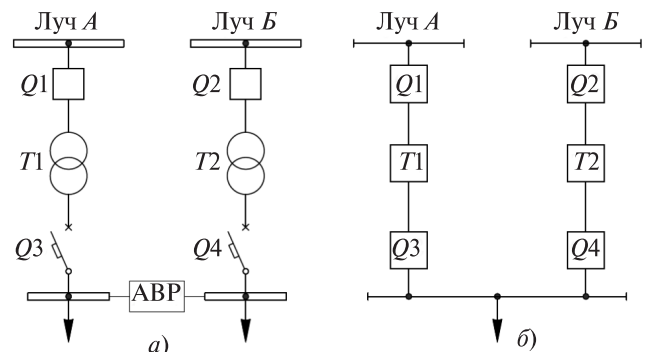 Луч А Луч Б Луч А Луч Б
Q1 Q2 Q1 Q2
T1 T2 T1 T2
Q3 Q4 Q3 Q4
АВР
а) б)